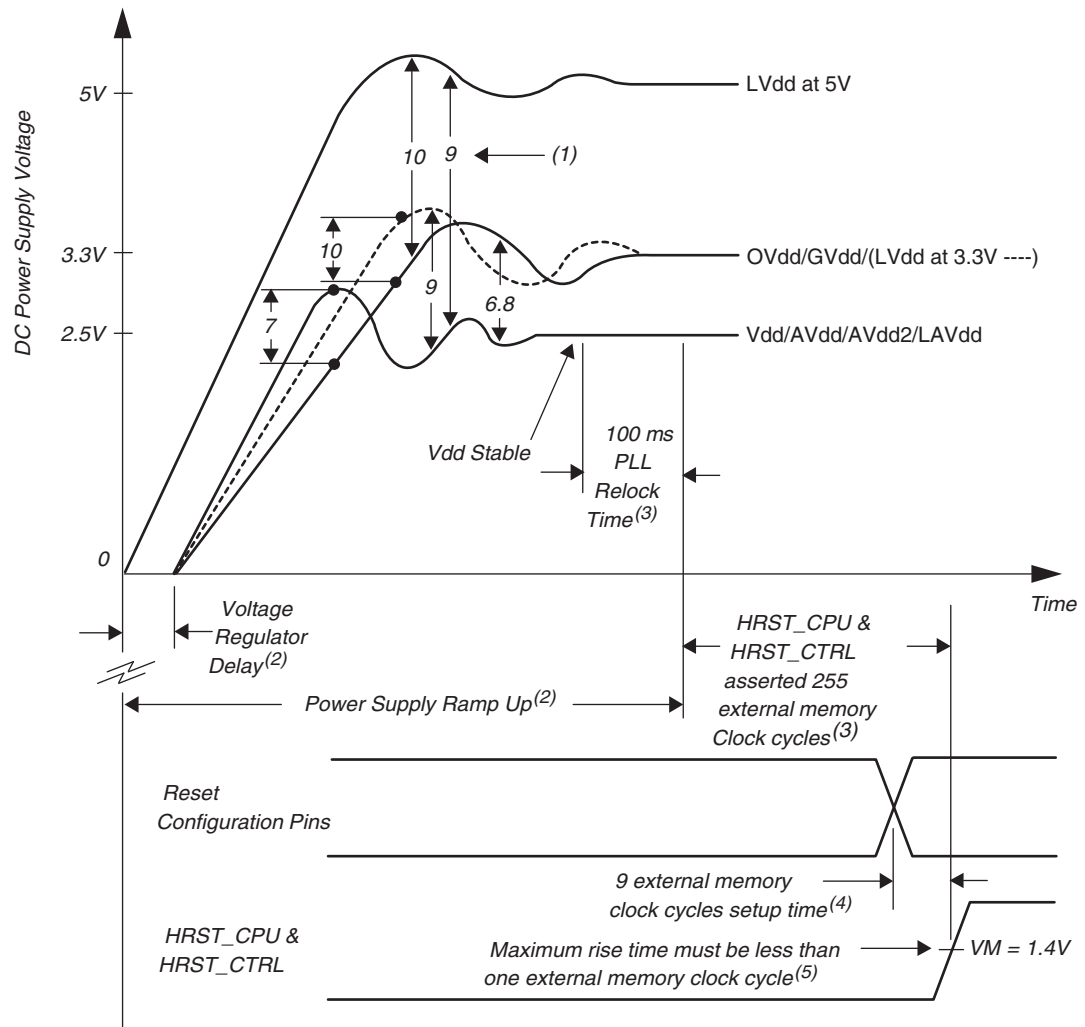 DC Power Supply Voltage
5V
3.3V
2.5V
0
LVdd at 5V
10
9
(1)
10
9
7
6.8
OVdd/GVdd/(LVdd at 3.3V ----)
Vdd/AVdd/AVdd2/LAVdd
Vdd Stable
100 ms
PLL
Relock
Time(3)
Time
Voltage
Regulator
Delay(2)
Power Supply Ramp Up(2)
HRST_CPU &
HRST_CTRL
asserted 255
external memory
Clock cycles(3)
Reset
Configuration Pins
9 external memory
clock cycles setup time(4)
HRST_CPU &
HRST_CTRL
Maximum rise time must be less than
one external memory clock cycle(5)
VM = 1.4V